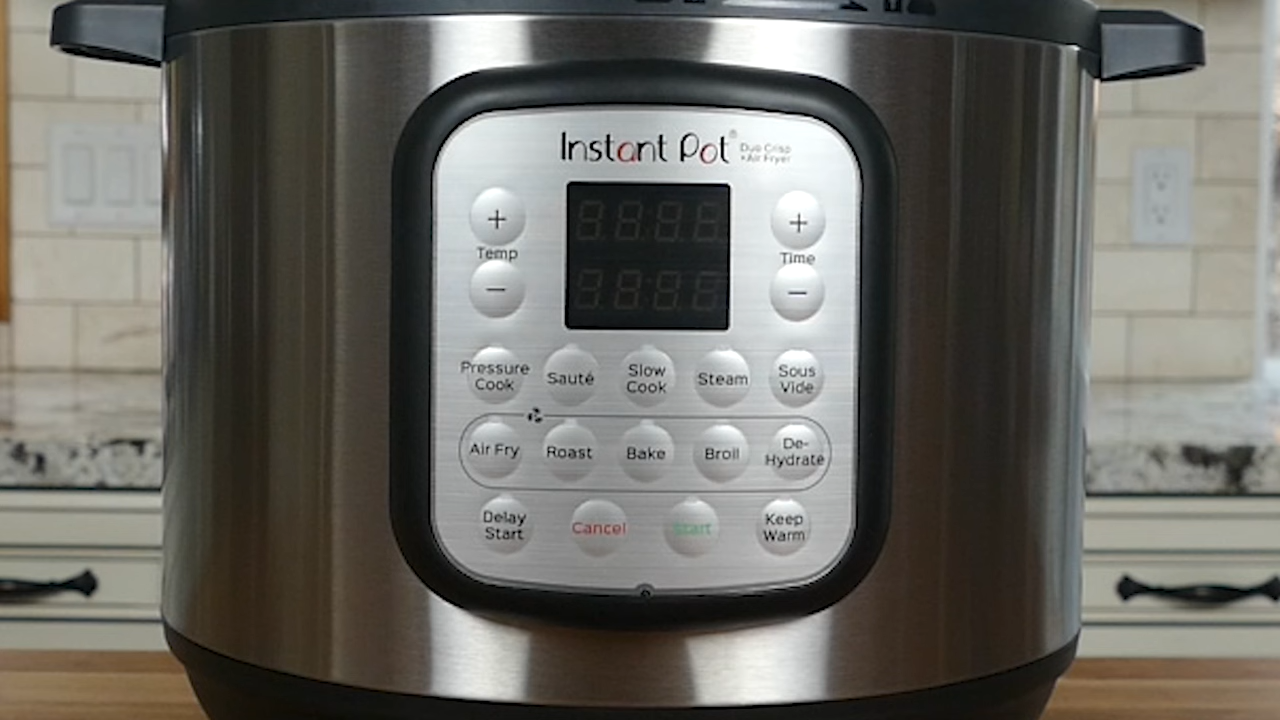 Instant Pot®
Duo Crisp
+Air Fryer
+
+
Temp
Time
−
−
Pressure
Cook
Sauté
Slow
Cook
Steam
Sous
Vide
Air Fry
Roast
Bake
Broil
De-
Hydrate
Delay
Start
Cancel
Start
Keep
Warm